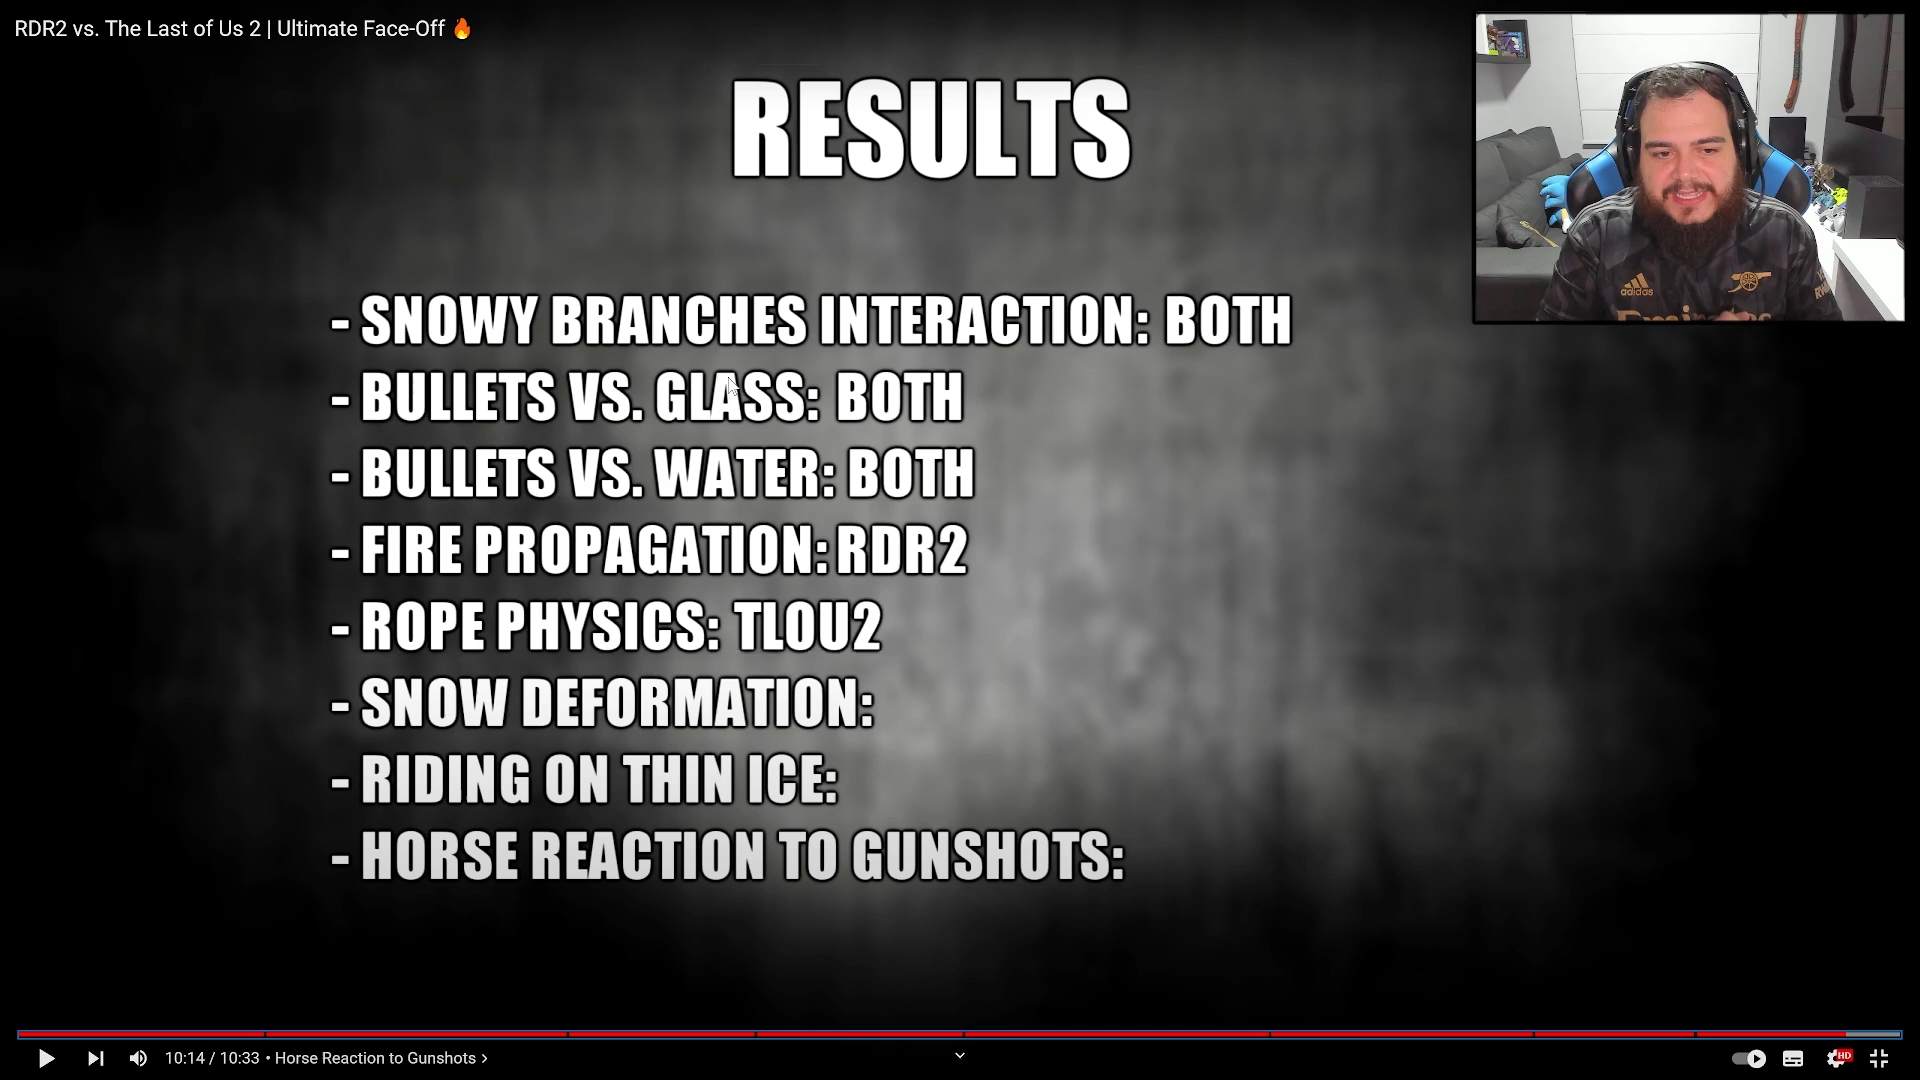 RDR2 vs. The Last of Us 2 | Ultimate Face-Off 🔥
RESULTS
- SNOWY BRANCHES INTERACTION: BOTH
- BULLETS VS. GLASS: BOTH
- BULLETS VS. WATER: BOTH
- FIRE PROPAGATION: RDR2
- ROPE PHYSICS: TLOU2
- SNOW DEFORMATION:
- RIDING ON THIN ICE:
- HORSE REACTION TO GUNSHOTS:
adidas
10:14 / 10:33 • Horse Reaction to Gunshots >
HD